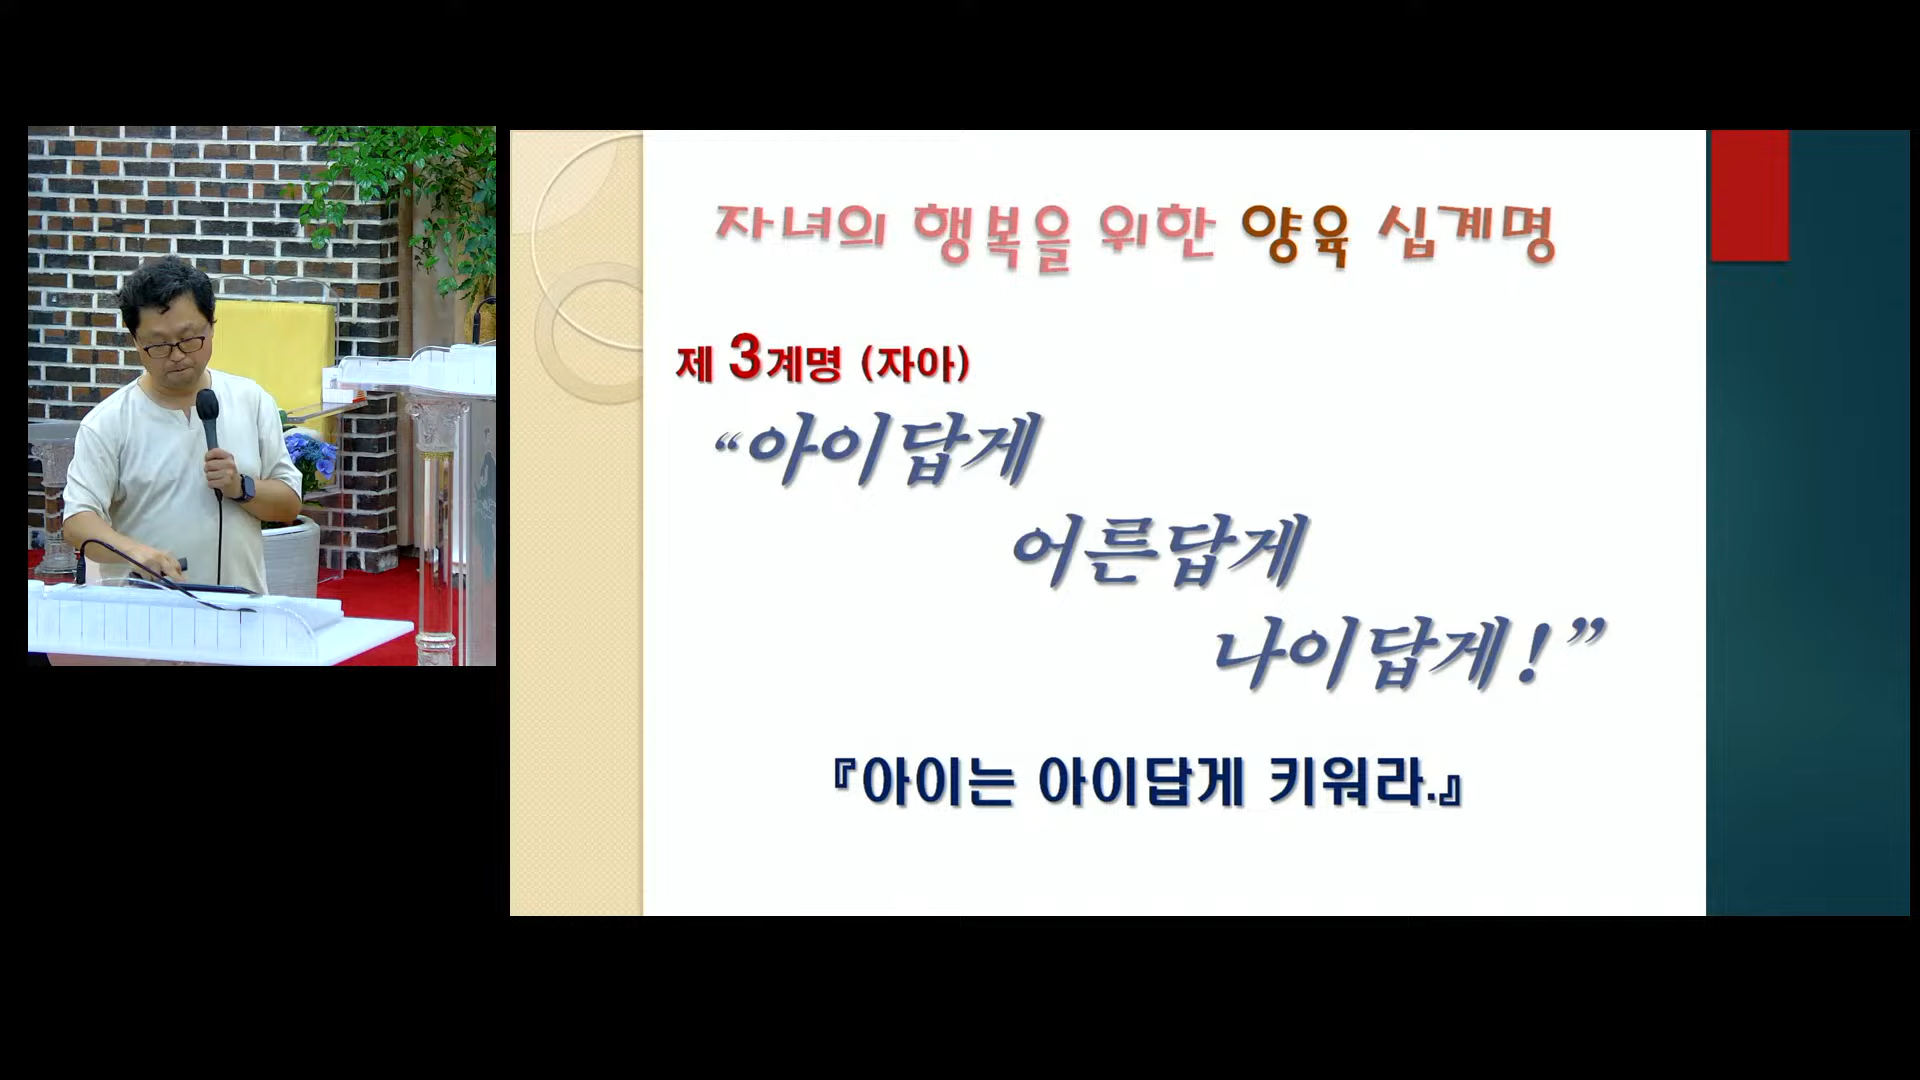 자녀의 행복을 위한 양육 십계명
제 3계명 (자아)
“아이답게
어른답게
나이답게!”
『아이는 아이답게 키워라.』